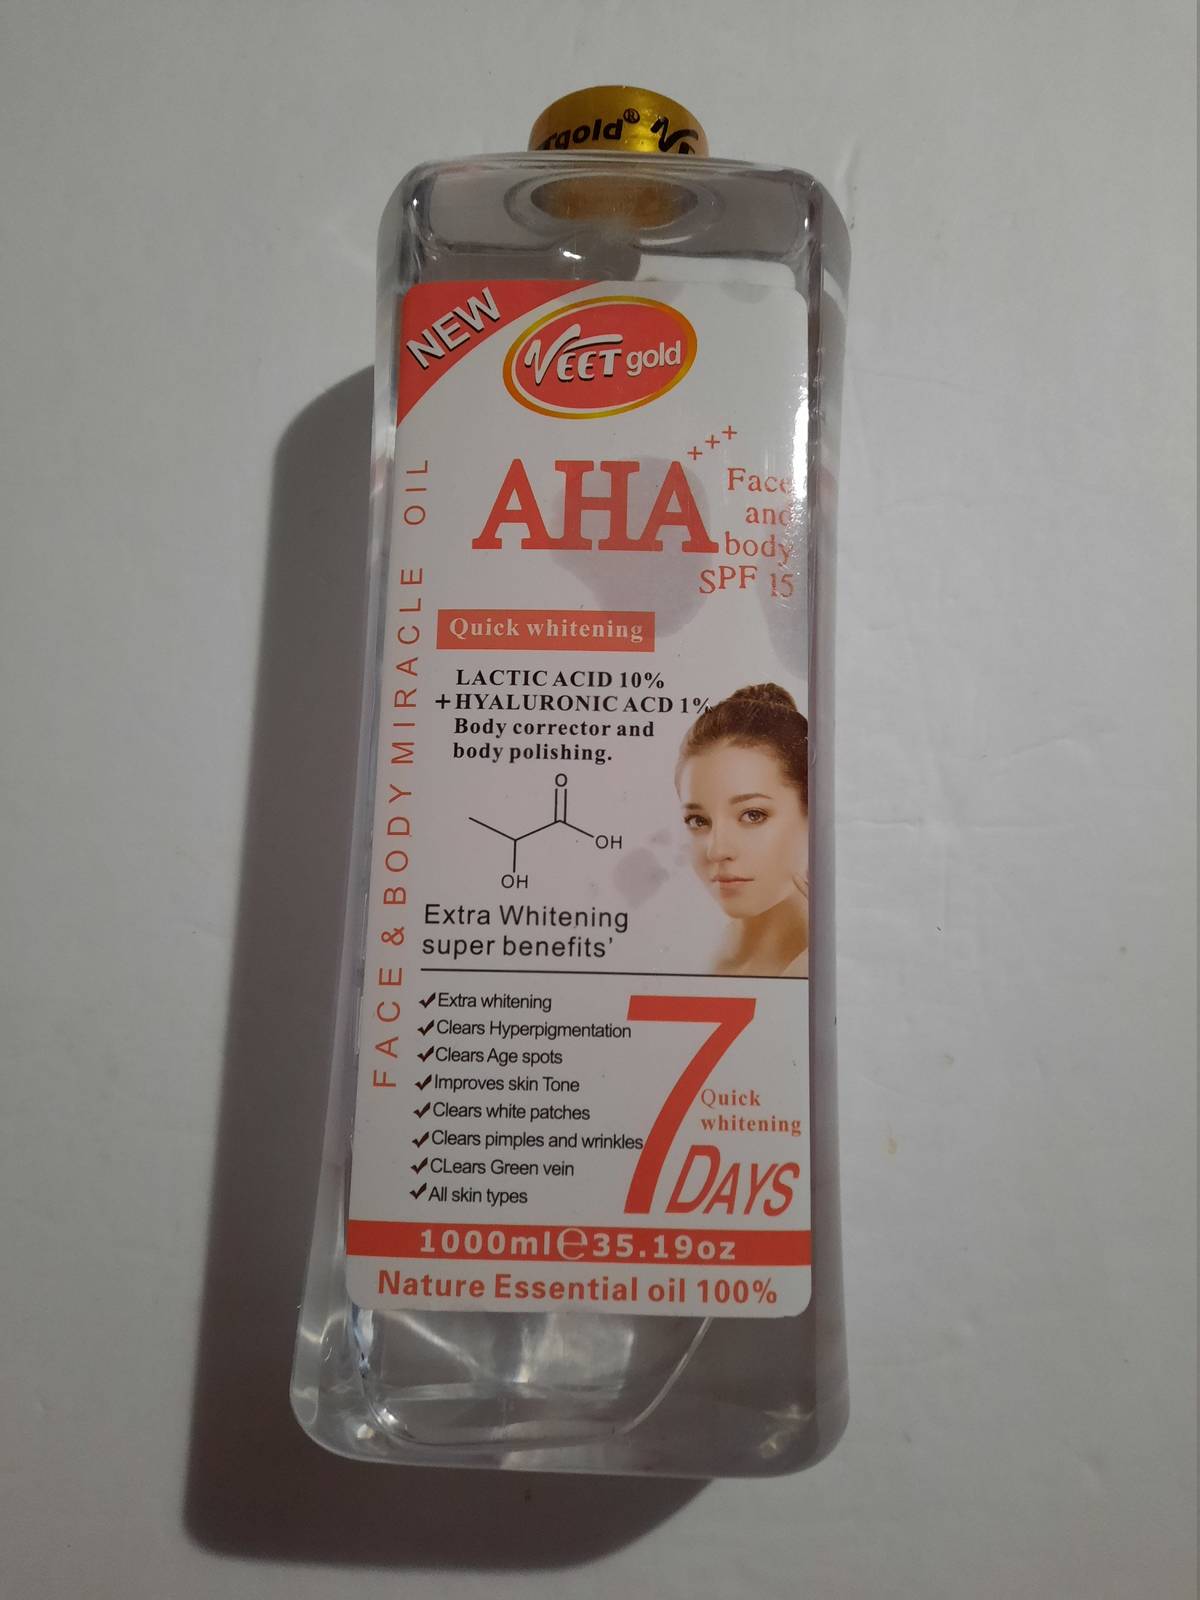 rgold® VE
NEW
VEET gold
AHA+++
Face
and
body
SPF 15
FACE & BODY MIRACLE OIL
Quick whitening
LACTIC ACID 10%
+HYALURONIC ACD 1%
Body corrector and
body polishing.
O
OH
OH
Extra Whitening
super benefits’
✓Extra whitening
✓Clears Hyperpigmentation
✓Clears Age spots
✓Improves skin Tone
✓Clears white patches
✓Clears pimples and wrinkles
✓CLears Green vein
✓All skin types
7
Quick
whitening
DAYS
1000ml℮35.19oz
Nature Essential oil 100%